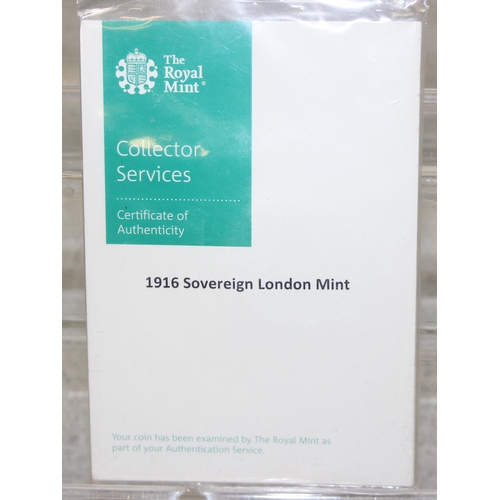 The
Royal
Mint®
Collector
Services
Certificate of
Authenticity
1916 Sovereign London Mint
Your coin has been examined by The Royal Mint as
part of your Authentication Service.